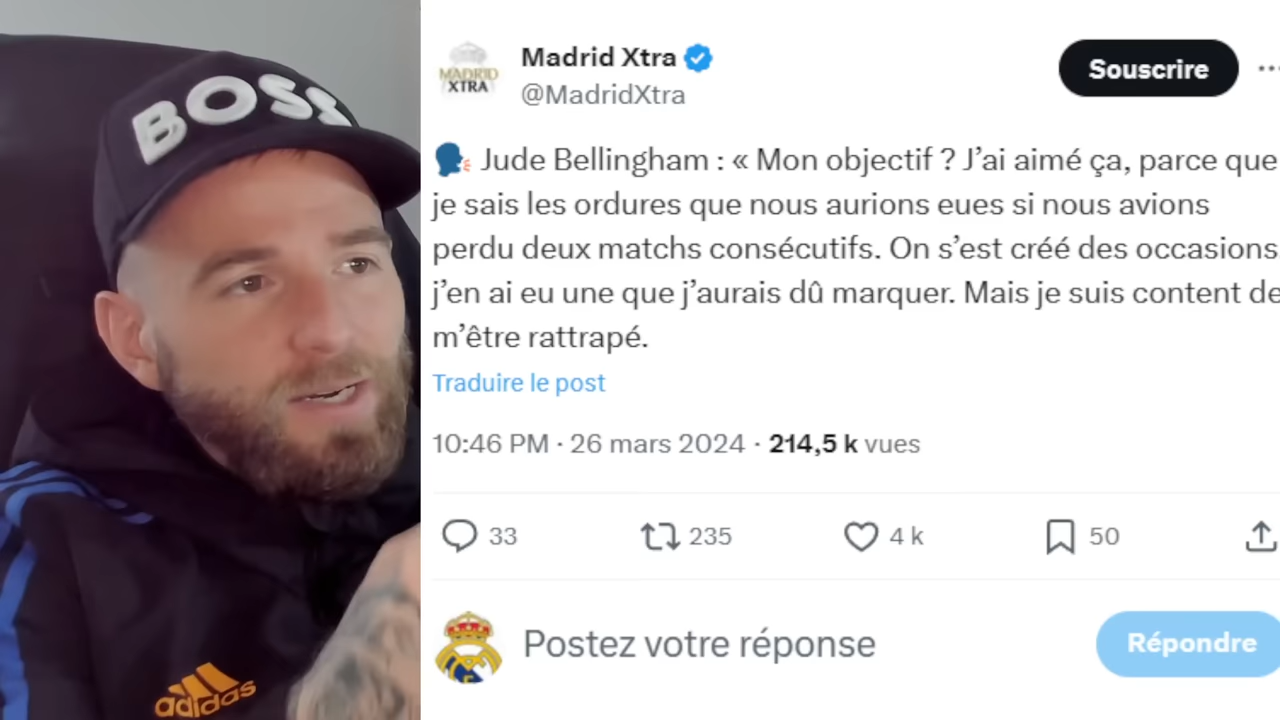 BOSS
adidas
MADRID
XTRA
Madrid Xtra
@MadridXtra
Souscrire
Jude Bellingham : « Mon objectif ? J’ai aimé ça, parce que
je sais les ordures que nous aurions eues si nous avions
perdu deux matchs consécutifs. On s’est créé des occasions
j’en ai eu une que j’aurais dû marquer. Mais je suis content de
m’être rattrapé.
Traduire le post
10:46 PM · 26 mars 2024 · 214,5 k vues
33 235 4 k 50
Postez votre réponse
Répondre